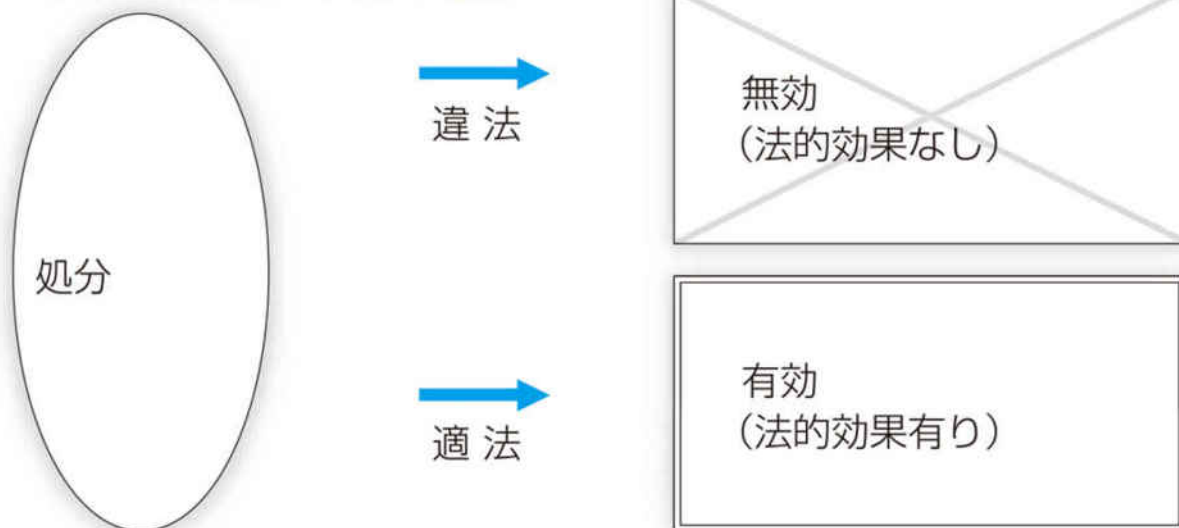 違 法
無効
（法的効果なし）
処分
適 法
有効
（法的効果有り）